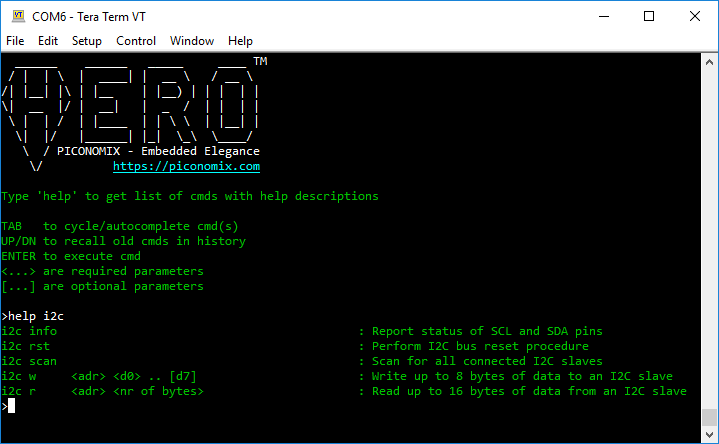 COM6 - Tera Term VT
File Edit Setup Control Window Help
HERO TM
PICONOMIX - Embedded Elegance
https://piconomix.com
Type 'help' to get list of cmds with help descriptions
TAB to cycle/autocomplete cmd(s)
UP/DN to recall old cmds in history
ENTER to execute cmd
<...> are required parameters
[...] are optional parameters
>help i2c
i2c info : Report status of SCL and SDA pins
i2c rst : Perform I2C bus reset procedure
i2c scan : Scan for all connected I2C slaves
i2c w <adr> <d0> .. [d7] : Write up to 8 bytes of data to an I2C slave
i2c r <adr> <nr of bytes> : Read up to 16 bytes of data from an I2C slave
>